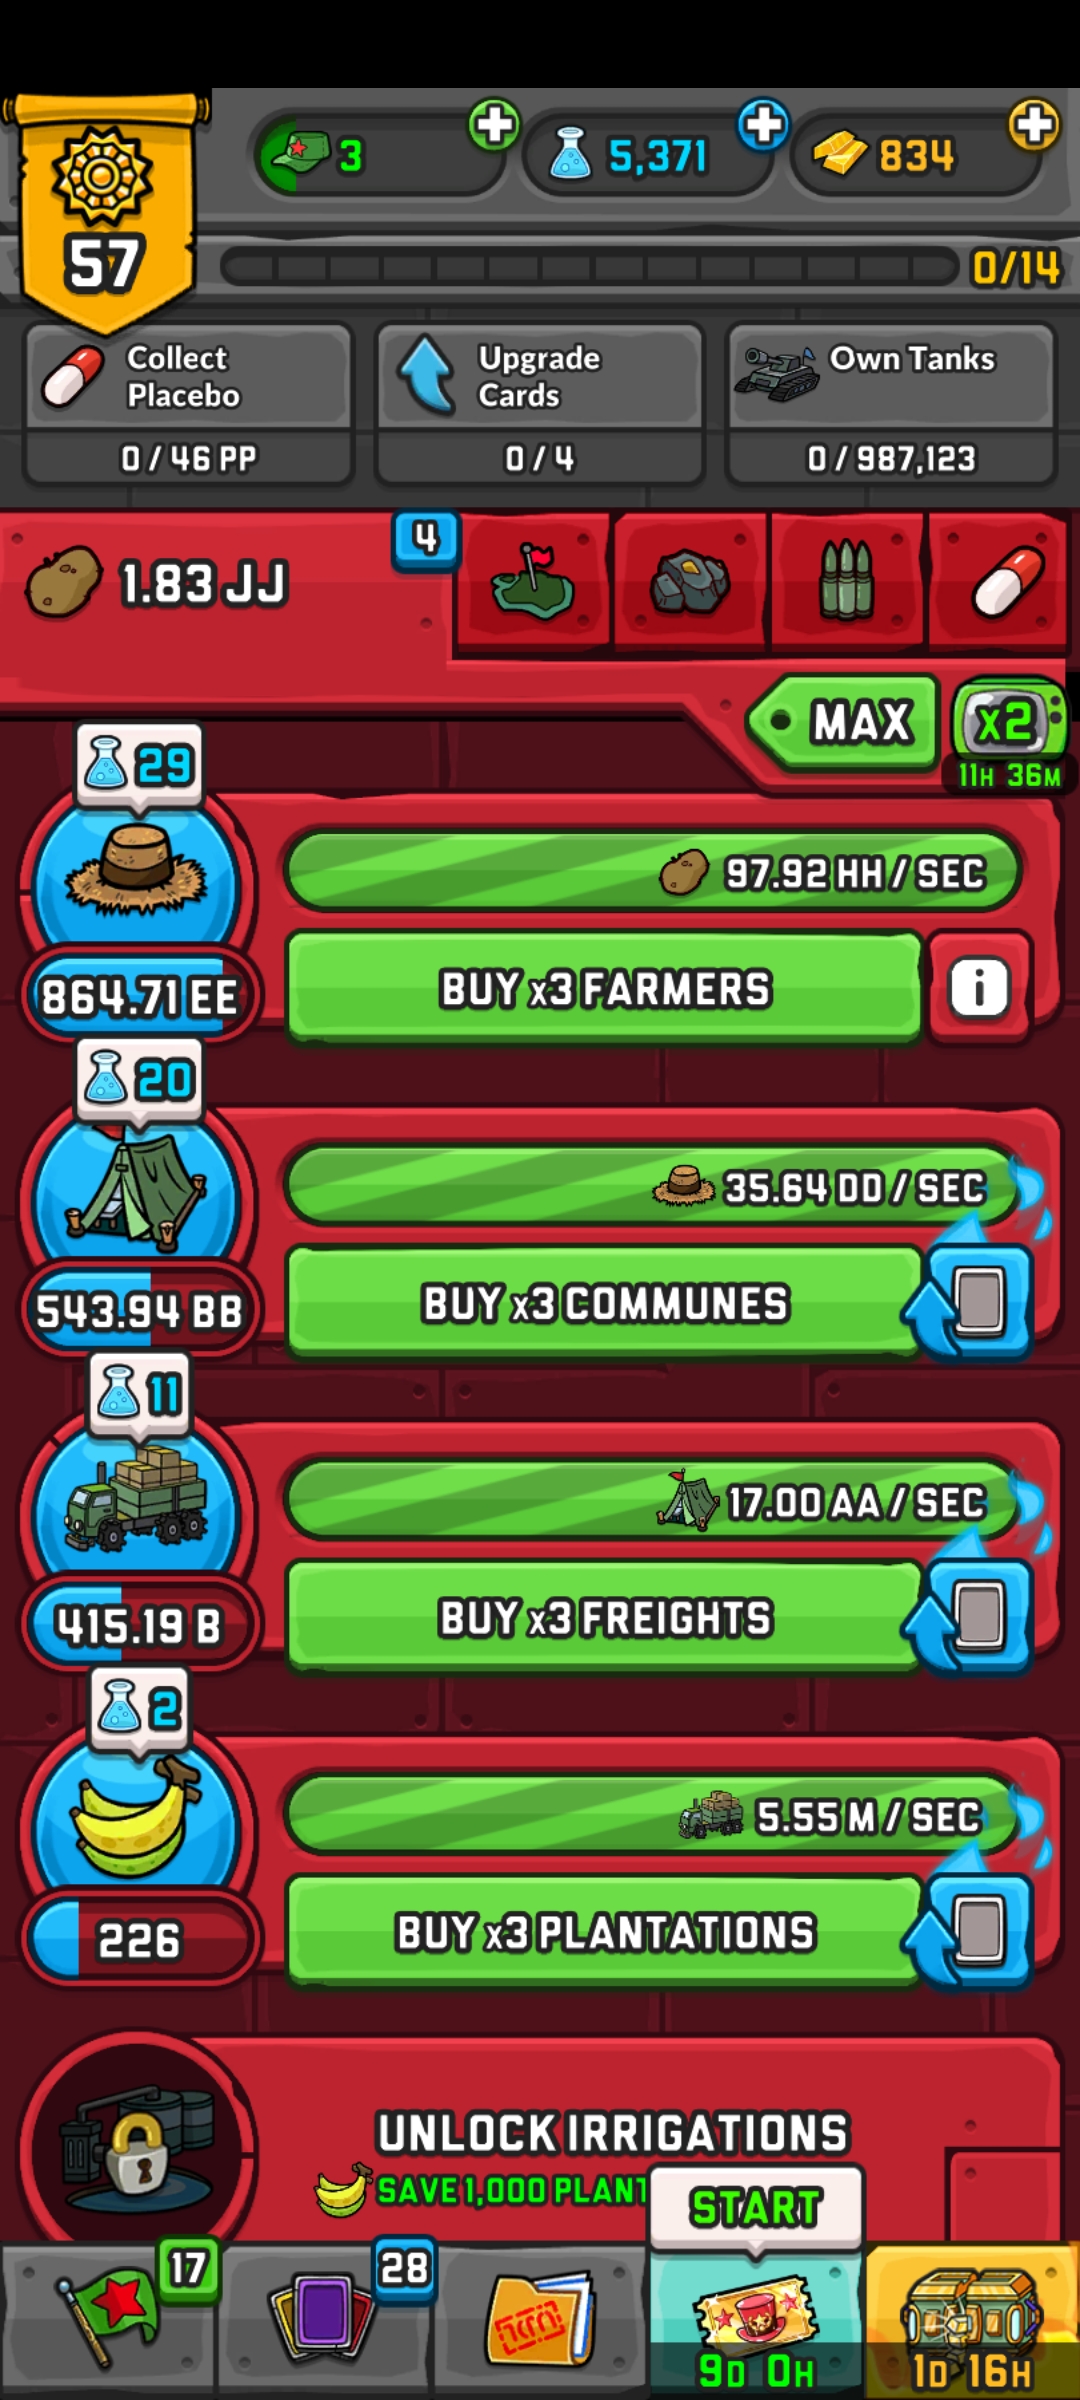 57
3
5,371
834
0/14
Collect
Placebo
0 / 46 PP
Upgrade
Cards
0 / 4
Own Tanks
0 / 987,123
1.83 JJ
4
MAX
x2
11H 36M
29
97.92 HH / SEC
864.71 EE
BUY x3 FARMERS
i
20
35.64 DD / SEC
543.94 BB
BUY x3 COMMUNES
11
17.00 AA / SEC
415.19 B
BUY x3 FREIGHTS
2
5.55 M / SEC
226
BUY x3 PLANTATIONS
UNLOCK IRRIGATIONS
SAVE 1,000 PLANT
START
17
28
9D 0H
1D 16H